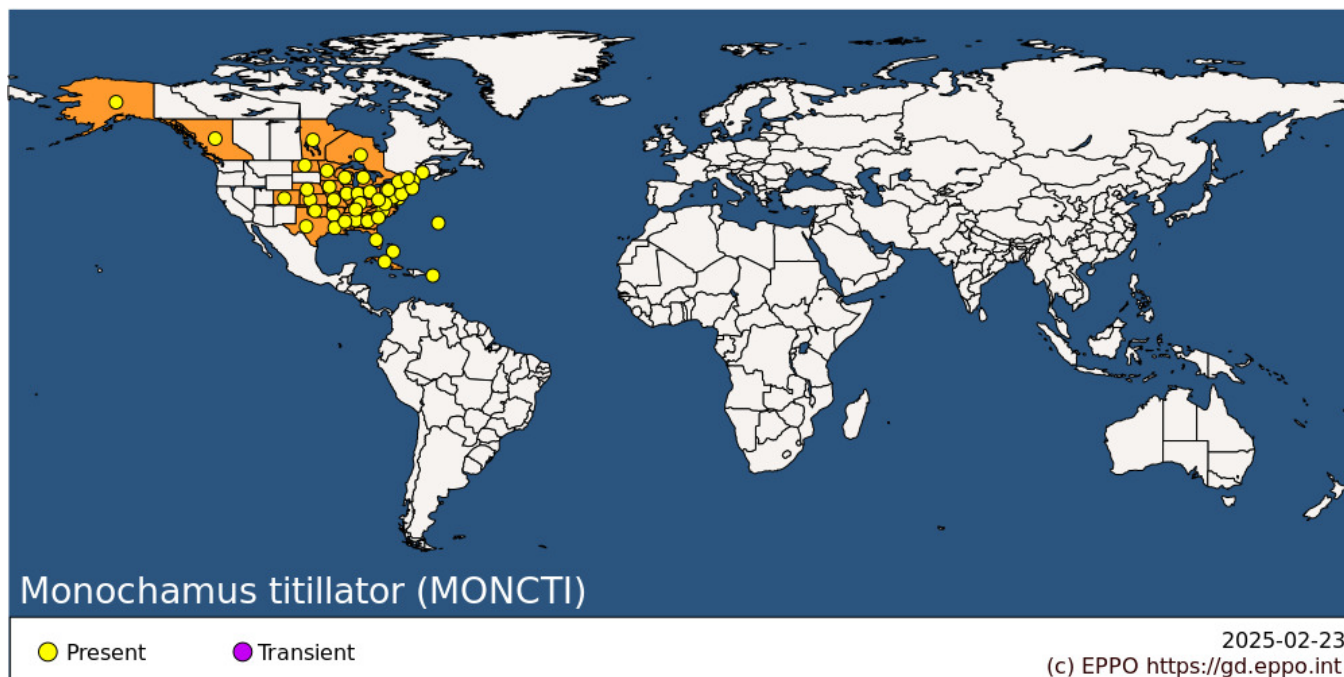 Monochamus titillator (MONCTI)
Present
Transient
2025-02-23
(c) EPPO https://gd.eppo.int